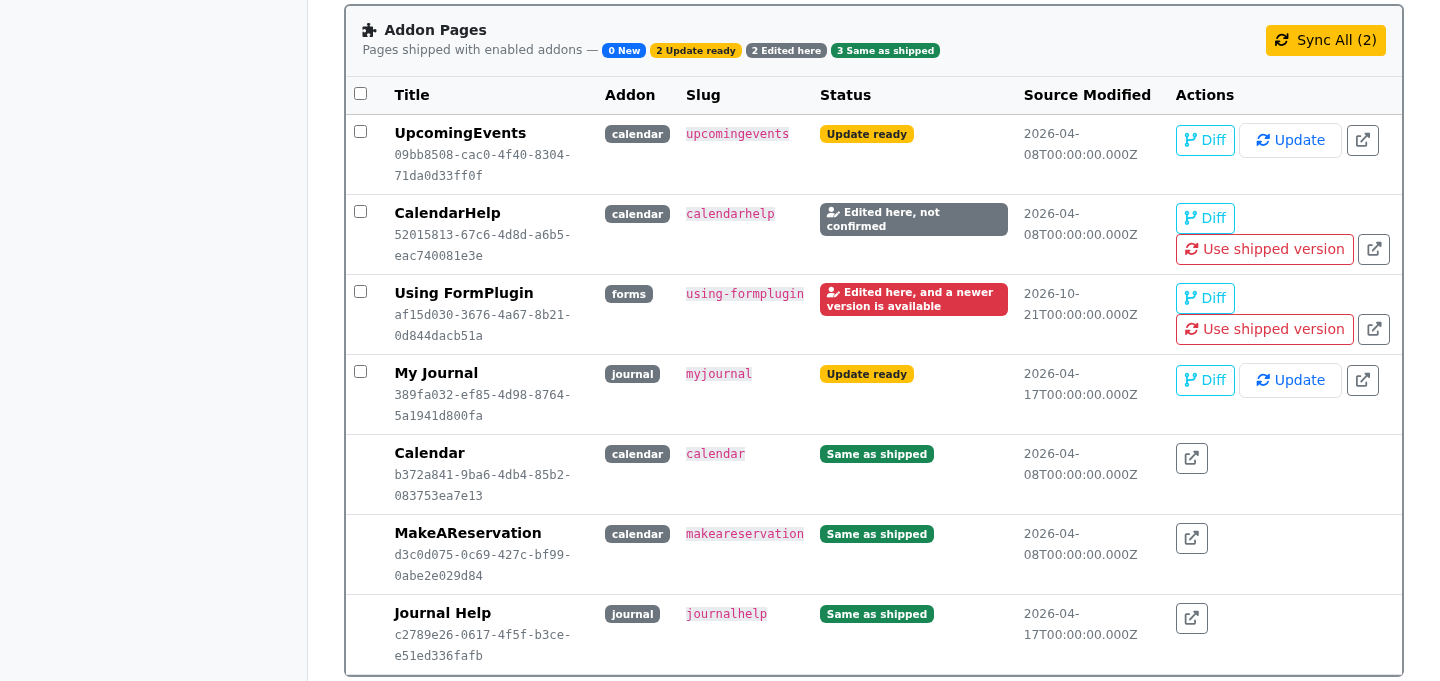 Addon Pages
Pages shipped with enabled addons — 0 New 2 Update ready 2 Edited here 3 Same as shipped
Sync All (2)
Title Addon Slug Status Source Modified Actions
UpcomingEvents calendar upcomingevents Update ready 2026-04- Diff Update
09bb8508-cac0-4f40-8304- 08T00:00:00.000Z
71da0d33ff0f
CalendarHelp calendar calendarhelp Edited here, not 2026-04- Diff
52015813-67c6-4d8d-a6b5- confirmed 08T00:00:00.000Z
eac740081e3e Use shipped version
Using FormPlugin forms using-formplugin Edited here, and a newer 2026-10- Diff
af15d030-3676-4a67-8b21- version is available 21T00:00:00.000Z
0d844dacb51a Use shipped version
My Journal journal myjournal Update ready 2026-04- Diff Update
389fa032-ef85-4d98-8764- 17T00:00:00.000Z
5a1941d800fa
Calendar calendar calendar Same as shipped 2026-04-
b372a841-9ba6-4db4-85b2- 08T00:00:00.000Z
083753ea7e13
MakeAReservation calendar makeareservation Same as shipped 2026-04-
d3c0d075-0c69-427c-bf99- 08T00:00:00.000Z
0abe2e029d84
Journal Help journal journalhelp Same as shipped 2026-04-
c2789e26-0617-4f5f-b3ce- 17T00:00:00.000Z
e51ed336fafb